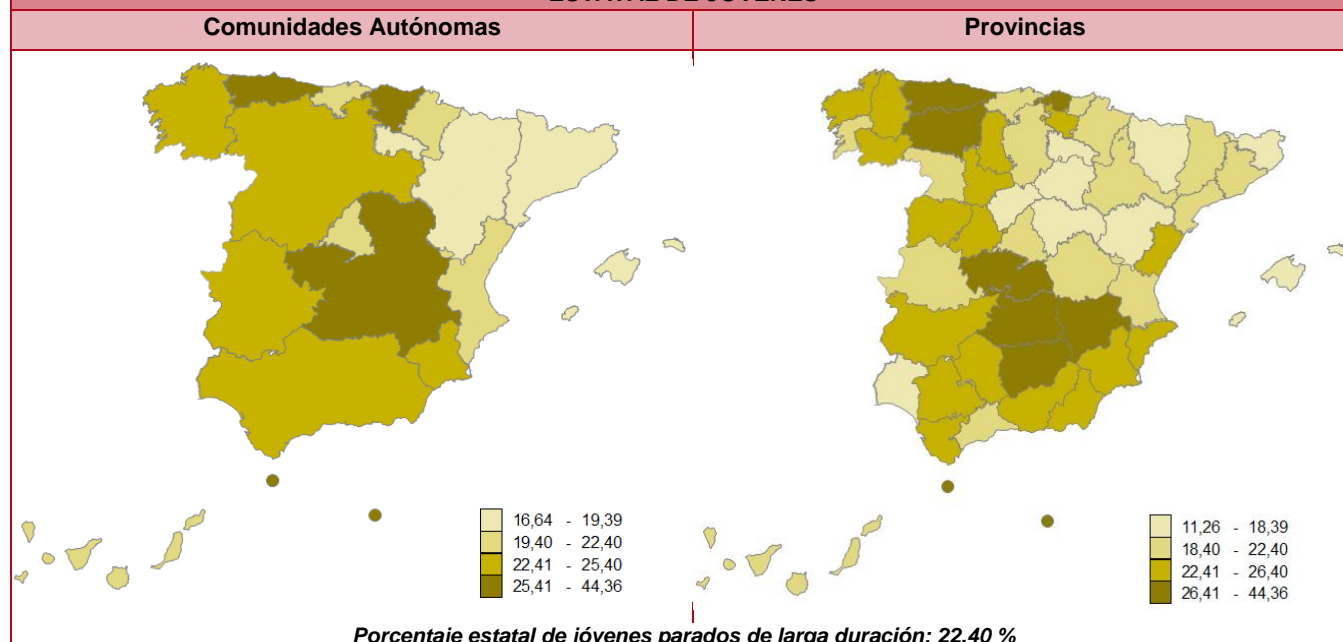 Comunidades Autónomas
Provincias
16,64 - 19,39
19,40 - 22,40
22,41 - 25,40
25,41 - 44,36
11,26 - 18,39
18,40 - 22,40
22,41 - 26,40
26,41 - 44,36
Porcentaje estatal de jóvenes parados de larga duración: 22,40 %